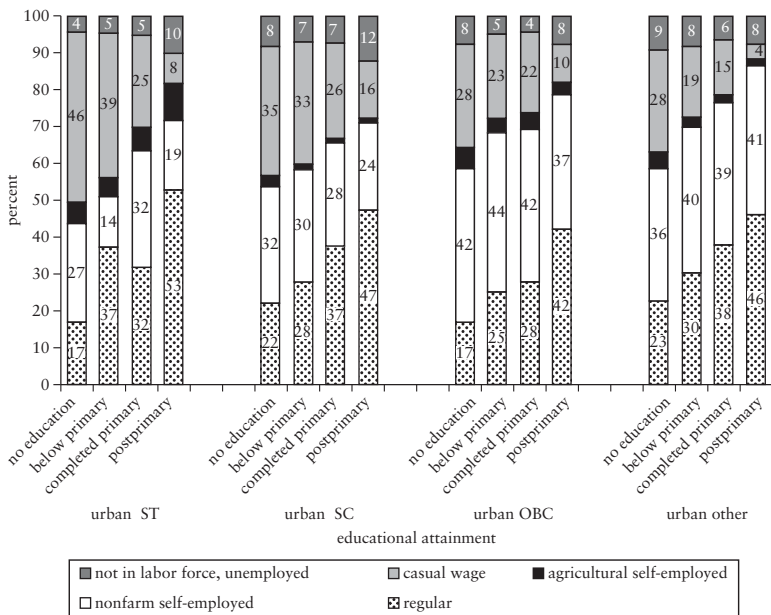 percent
100
90
80
70
60
50
40
30
20
10
0
4 5 5 10 8 7 7 12 8 5 4 8 9 8 6 8
46 39 25 8 35 33 26 16 28 23 22 10 28 19 15 4
27 14 32 19 32 30 28 24 42 44 42 37 36 40 39 41
17 37 32 53 22 28 37 47 17 25 28 42 23 30 38 46
no education below primary completed primary postprimary no education below primary completed primary postprimary no education below primary completed primary postprimary no education below primary completed primary postprimary
urban ST urban SC urban OBC urban other
educational attainment
not in labor force, unemployed casual wage agricultural self-employed
nonfarm self-employed regular